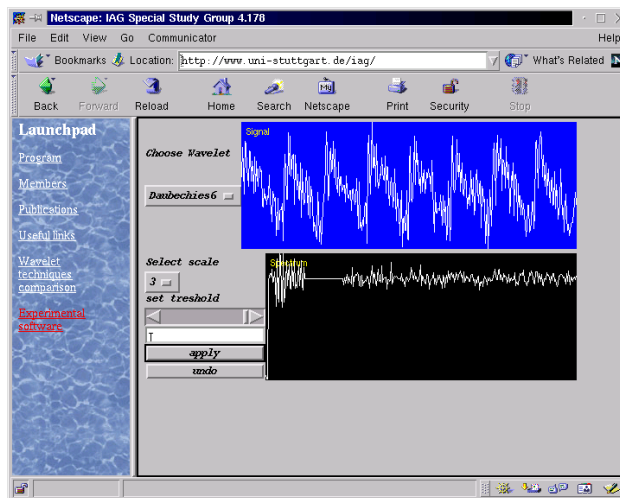 Netscape: IAG Special Study Group 4.178
File Edit View Go Communicator Help
Bookmarks Location: http://www.uni-stuttgart.de/iag/ What's Related N
Back Forward Reload Home Search Netscape Print Security Stop
My
Launchpad
Program
Members
Publications
Useful links
Wavelet
techniques
comparison
Experimental
software
Choose Wavelet
Daubechies6
Signal
Select scale
3
set treshold
T
apply
undo
Spectrum